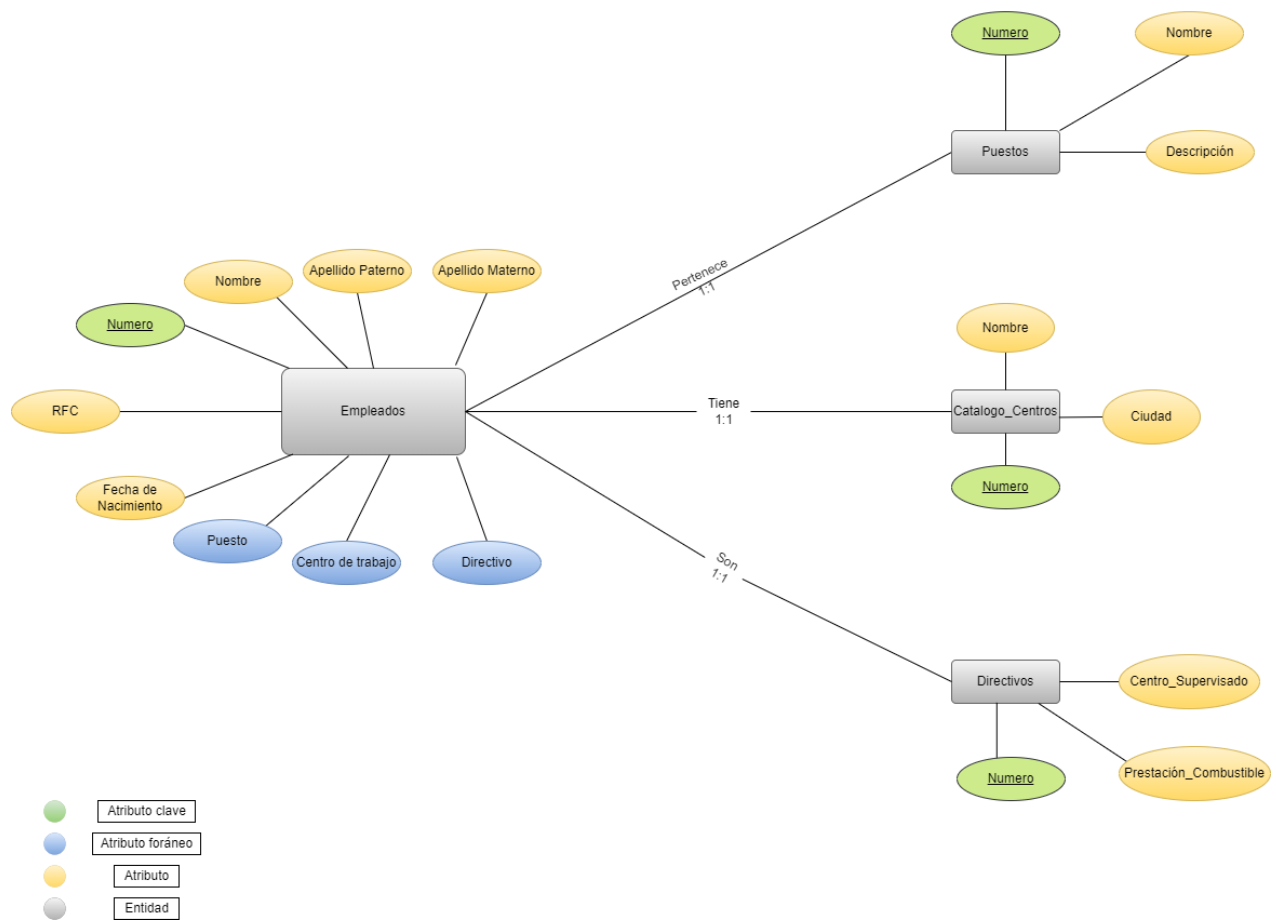 Numero
Nombre
Puestos
Descripción
Pertenece
1:1
Nombre
Apellido Paterno
Apellido Materno
Numero
Nombre
RFC
Empleados
Tiene
1:1
Catalogo_Centros
Ciudad
Numero
Fecha de
Nacimiento
Puesto
Centro de trabajo
Directivo
Son
1:1
Directivos
Centro_Supervisado
Numero
Prestación_Combustible
Atributo clave
Atributo foráneo
Atributo
Entidad